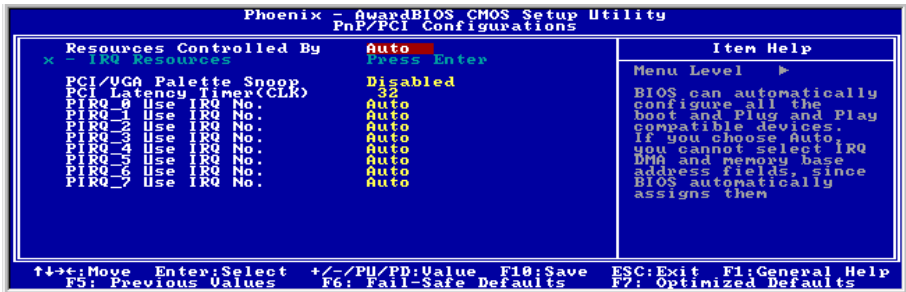 Phoenix - AwardBIOS CMOS Setup Utility
PnP/PCI Configurations
Resources Controlled By Auto
x - IRQ Resources Press Enter
PCI/VGA Palette Snoop Disabled
PCI Latency Timer(CLK) 32
PIRQ_0 Use IRQ No. Auto
PIRQ_1 Use IRQ No. Auto
PIRQ_2 Use IRQ No. Auto
PIRQ_3 Use IRQ No. Auto
PIRQ_4 Use IRQ No. Auto
PIRQ_5 Use IRQ No. Auto
PIRQ_6 Use IRQ No. Auto
PIRQ_7 Use IRQ No. Auto
Item Help
Menu Level ►
BIOS can automatically
configure all the
boot and Plug and Play
compatible devices.
If you choose Auto,
you cannot select IRQ
DMA and memory base
address fields, since
BIOS automatically
assigns them
↑↓→←:Move Enter:Select +/-/PU/PD:Value F10:Save ESC:Exit F1:General Help
F5: Previous Values F6: Fail-Safe Defaults F7: Optimized Defaults